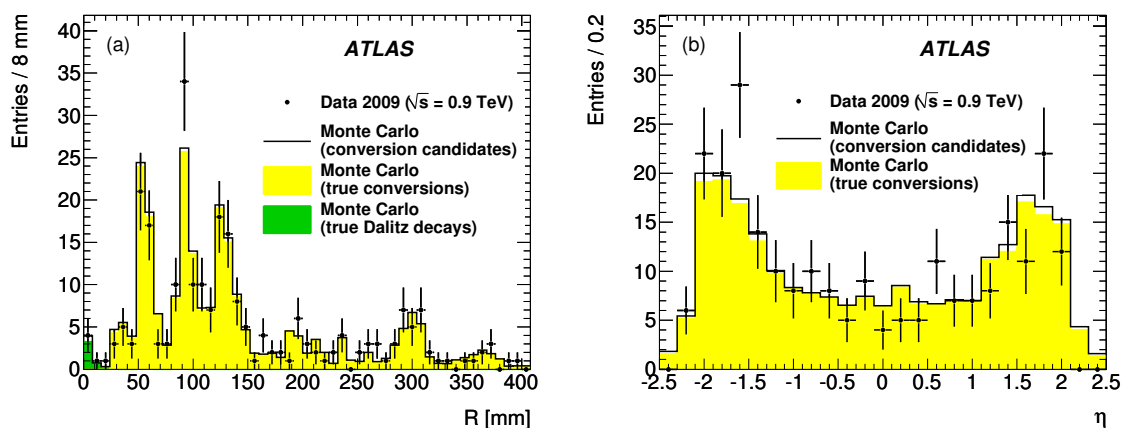 (a)
ATLAS
Data 2009 (√s = 0.9 TeV)
Monte Carlo
(conversion candidates)
Monte Carlo
(true conversions)
Monte Carlo
(true Dalitz decays)
Entries / 8 mm
40
35
30
25
20
15
10
5
0
0 50 100 150 200 250 300 350 400
R [mm]
(b)
ATLAS
Data 2009 (√s = 0.9 TeV)
Monte Carlo
(conversion candidates)
Monte Carlo
(true conversions)
Entries / 0.2
35
30
25
20
15
10
5
0
-2.5 -2 -1.5 -1 -0.5 0 0.5 1 1.5 2 2.5
η